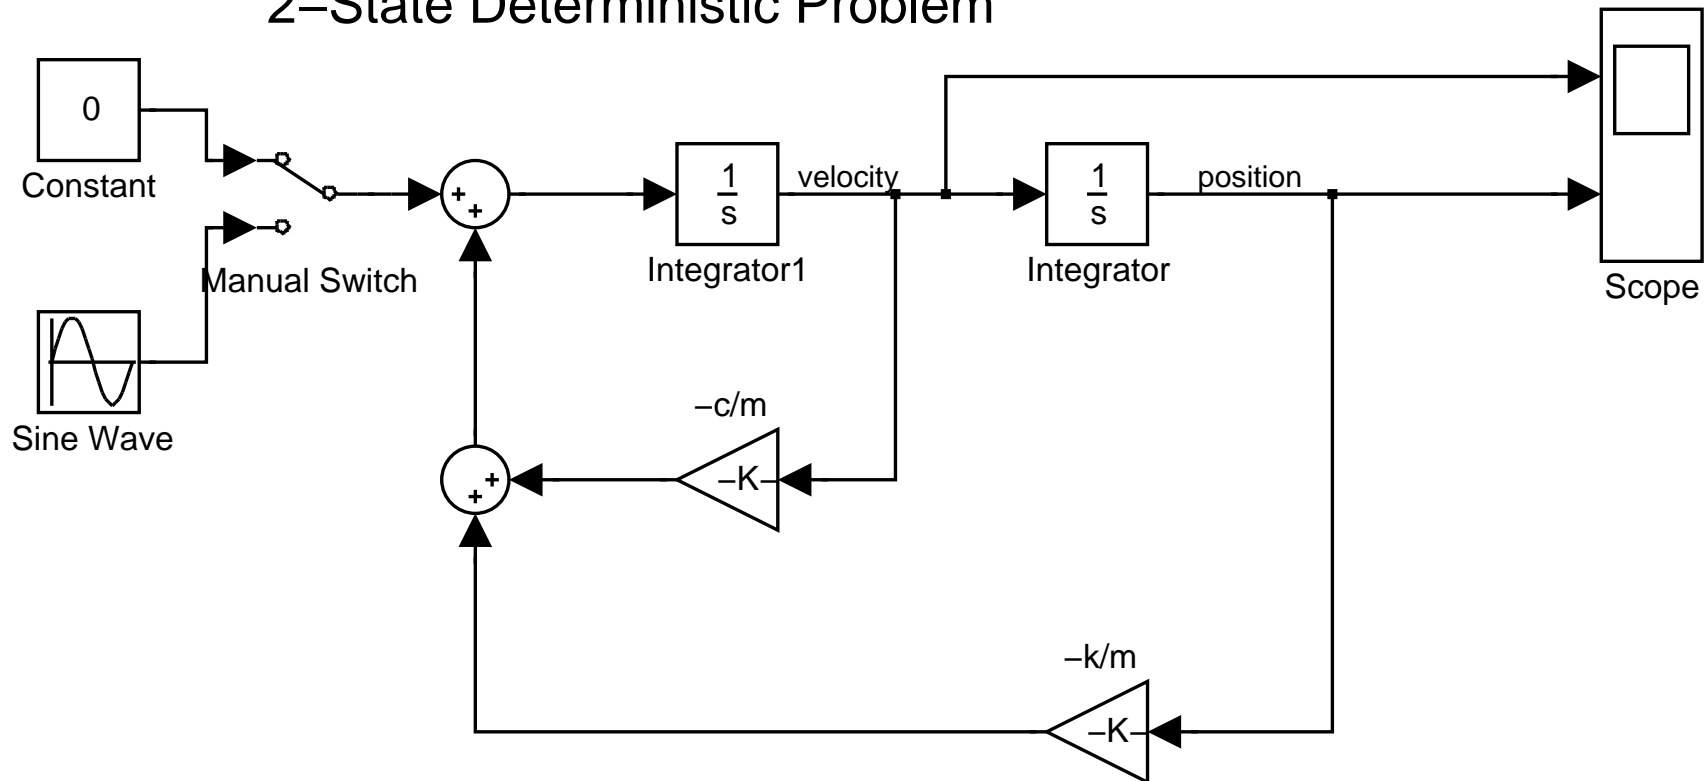 2–State Deterministic Problem
0
Constant
Manual Switch
Sine Wave
+
+
1
s
Integrator1
velocity
1
s
Integrator
position
Scope
–c/m
–K–
+
+
–k/m
–K–